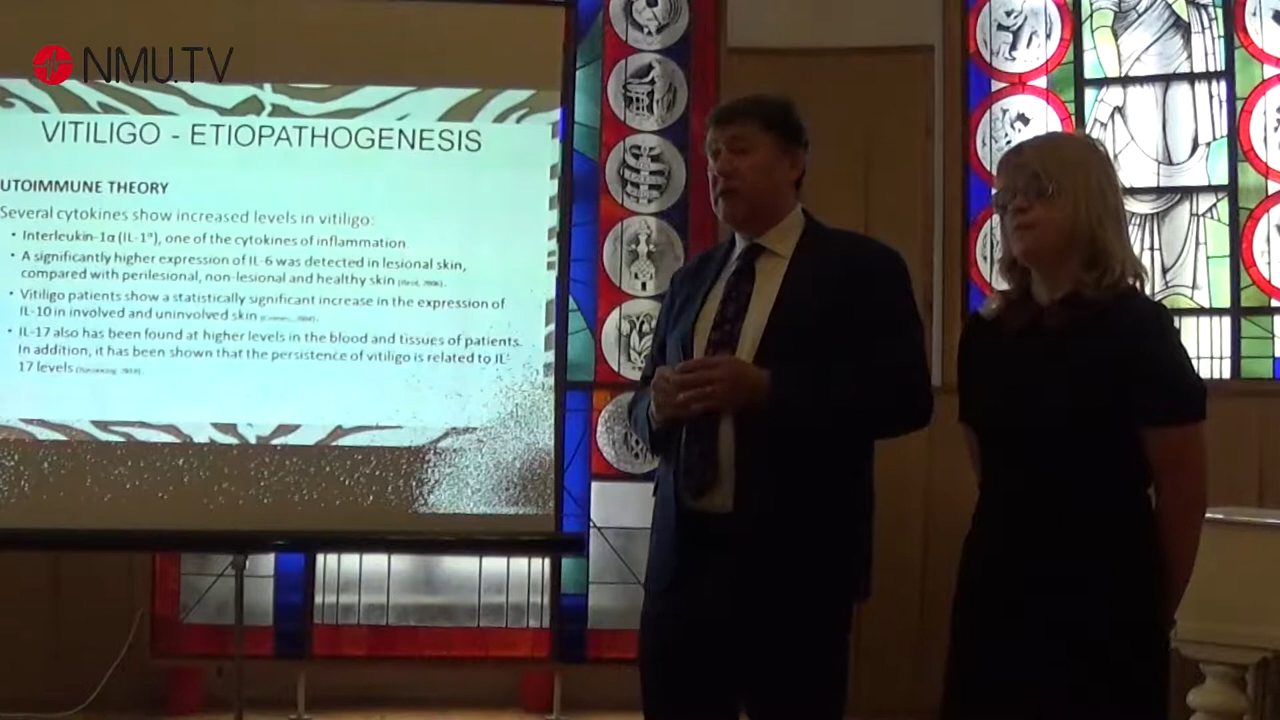 NMU.TV
VITILIGO - ETIOPATHOGENESIS
UTOIMMUNE THEORY
Several cytokines show increased levels in vitiligo:
• Interleukin-1α (IL-1ᵅ), one of the cytokines of inflammation
• A significantly higher expression of IL-6 was detected in lesional skin,
compared with perilesional, non-lesional and healthy skin
• Vitiligo patients show a statistically significant increase in the expression of
IL-10 in involved and uninvolved skin
• IL-17 also has been found at higher levels in the blood and tissues of patients.
In addition, it has been shown that the persistence of vitiligo is related to IL-
17 levels